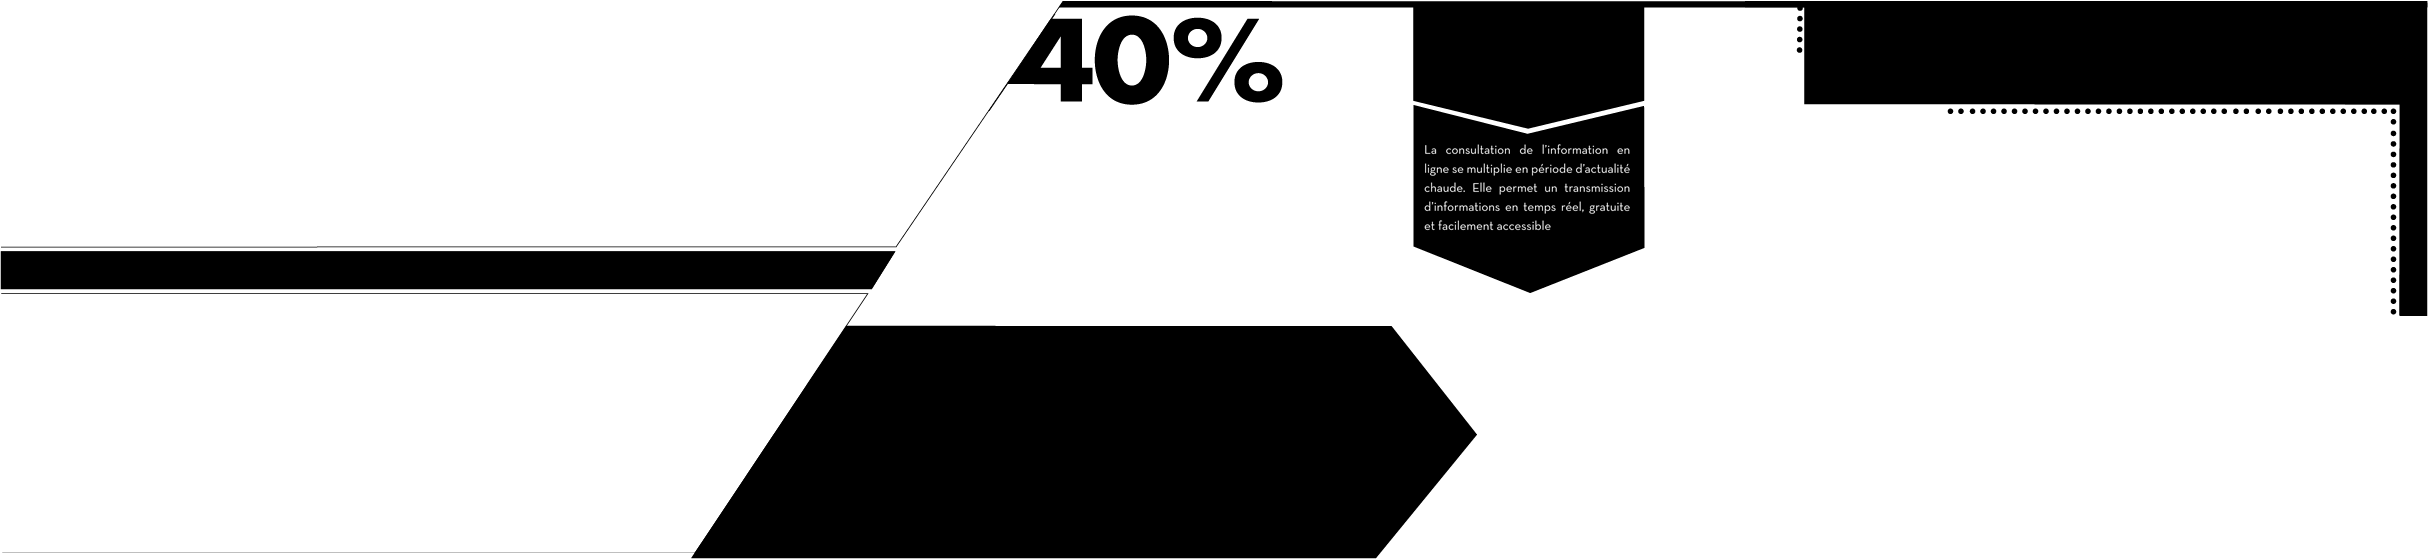 40%
La consultation de l'information en
ligne se multiplie en période d'actualité
chaude. Elle permet un transmission
d'informations en temps réel, gratuite
et facilement accessible